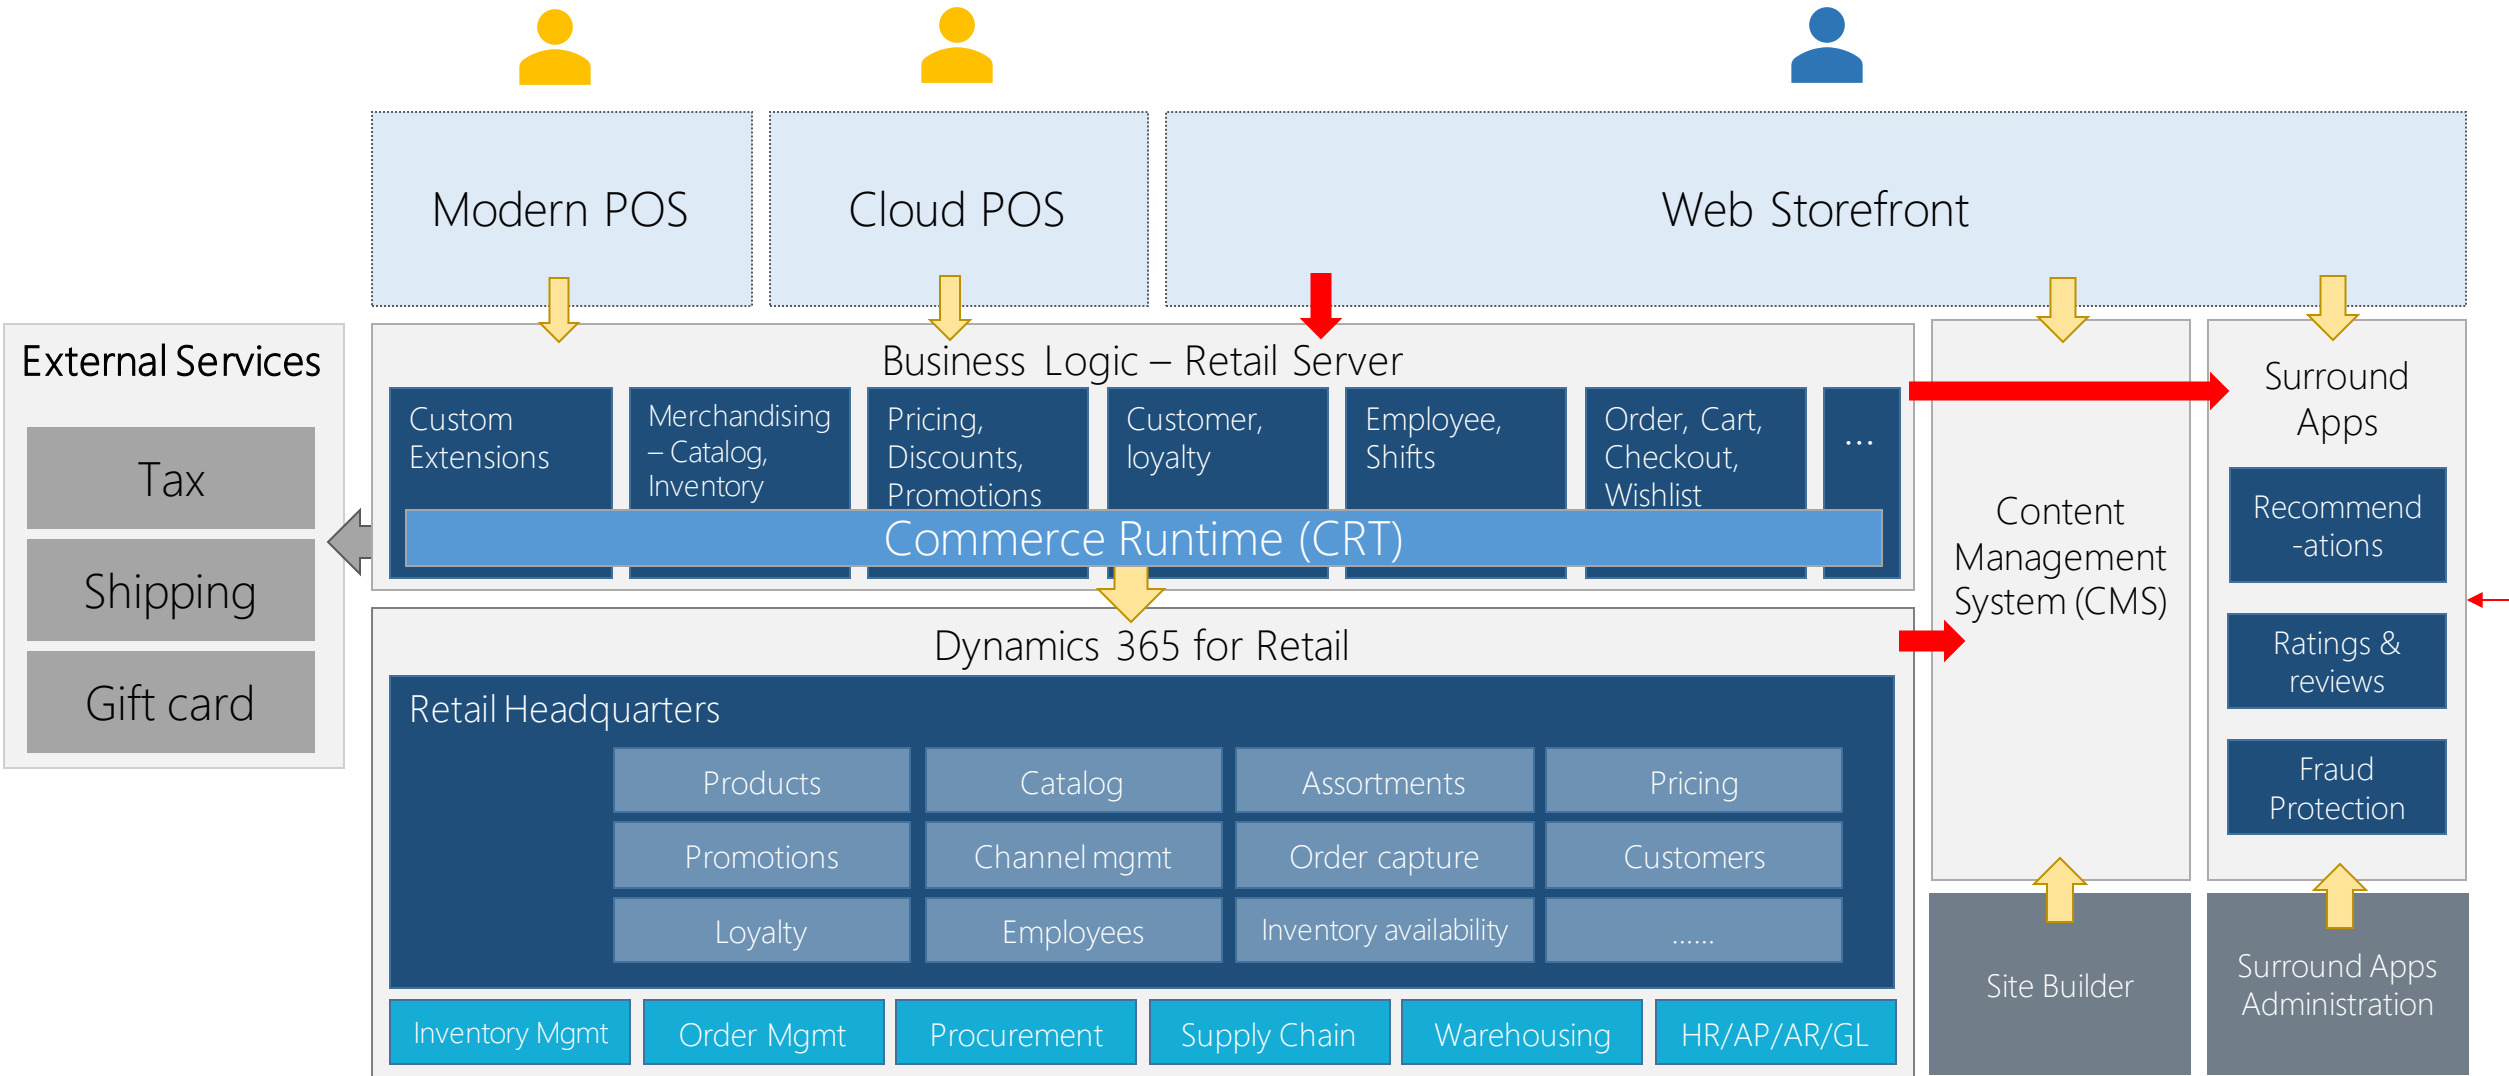 Modern POS
Cloud POS
Web Storefront
External Services
Tax
Shipping
Gift card
Business Logic – Retail Server
Custom
Extensions
Merchandising
– Catalog,
Inventory
Pricing,
Discounts,
Promotions
Customer,
loyalty
Employee,
Shifts
Order, Cart,
Checkout,
Wishlist
...
Commerce Runtime (CRT)
Dynamics 365 for Retail
Retail Headquarters
Products
Catalog
Assortments
Pricing
Promotions
Channel mgmt
Order capture
Customers
Loyalty
Employees
Inventory availability
......
Inventory Mgmt
Order Mgmt
Procurement
Supply Chain
Warehousing
HR/AP/AR/GL
Content
Management
System (CMS)
Site Builder
Surround
Apps
Recommend
-ations
Ratings &
reviews
Fraud
Protection
Surround Apps
Administration